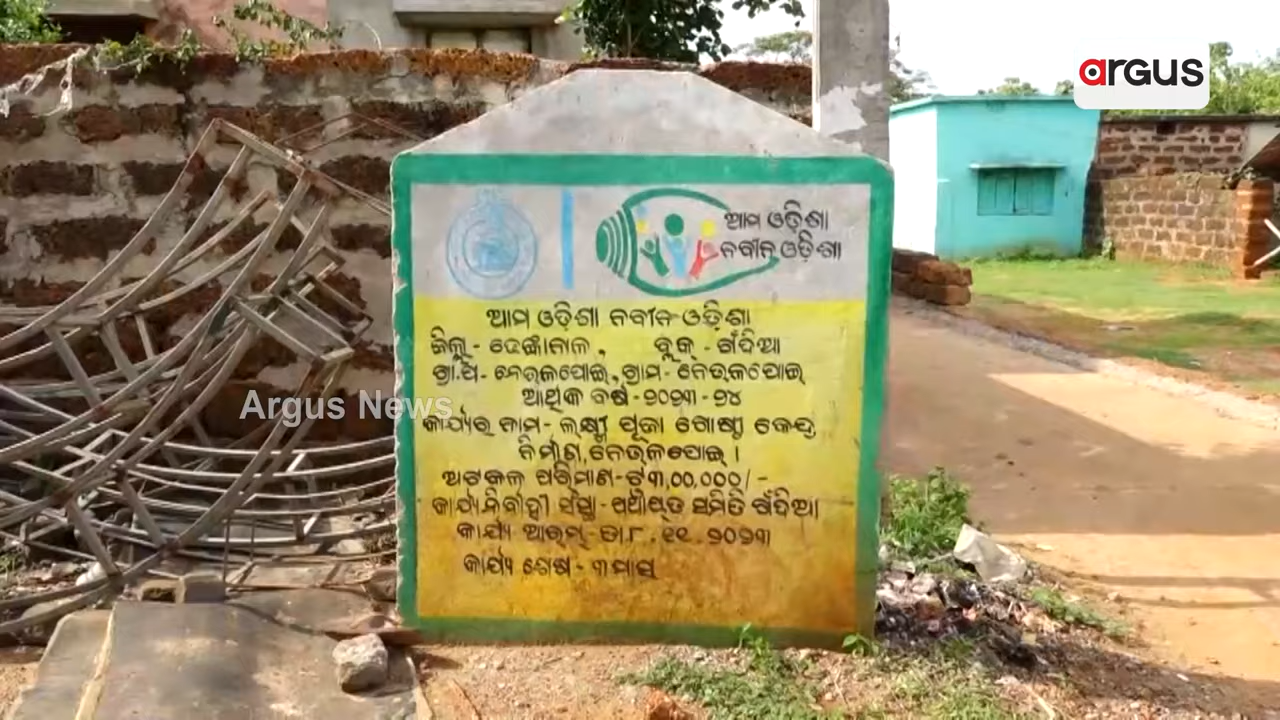 argus
ଆମ ଓଡ଼ିଶା
ନବୀନ ଓଡ଼ିଶା
ଆମ ଓଡ଼ିଶା ନବୀନ ଓଡ଼ିଶା
ଜିଲ୍ଲା - ଢେଙ୍କାନାଳ, ବ୍ଲକ୍ - ଗଁଦିଆ
ଗ୍ରା.ପ - ନେଉଳପୋଇ, ଗ୍ରାମ - ନେଉଳପୋଇ
ଆର୍ଥିକ ବର୍ଷ - ୨୦୨୩ - ୨୪
Argus News
କାର୍ଯ୍ୟର ନାମ - ଲକ୍ଷ୍ମୀ ପୂଜା ଗୋଷ୍ଠୀ କେନ୍ଦ୍ର
ନିର୍ମାଣ, ନେଉଳପୋଇ ।
ଅଟକଳ ପରିମାଣ - ଟ୍ଙ୩,୦୦,୦୦୦/-
କାର୍ଯ୍ୟନିର୍ବାହୀ ସଂସ୍ଥା - ପଞ୍ଚାୟତ ସମିତି ଗଁଦିଆ
କାର୍ଯ୍ୟ ଆରମ୍ଭ - ତା ୮ . ୧୧ . ୨୦୨୩
କାର୍ଯ୍ୟ ଶେଷ - ୩ ମାସ୍